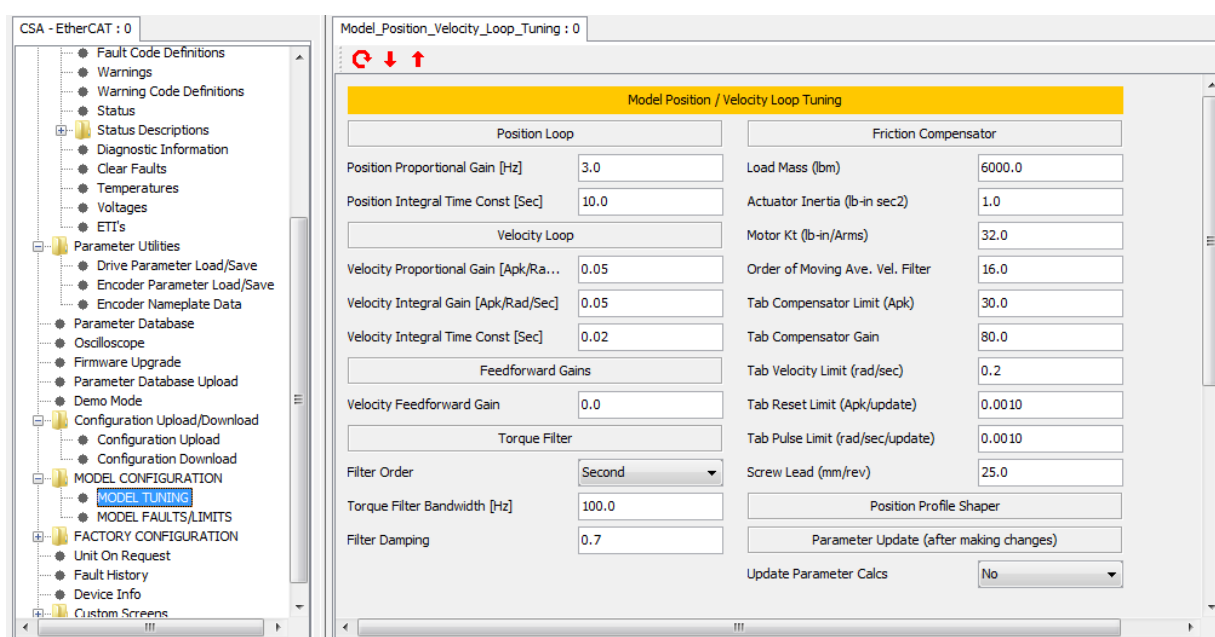 CSA - EtherCAT : 0
Fault Code Definitions
Warnings
Warning Code Definitions
Status
Status Descriptions
Diagnostic Information
Clear Faults
Temperatures
Voltages
ETI's
Parameter Utilities
Drive Parameter Load/Save
Encoder Parameter Load/Save
Encoder Nameplate Data
Parameter Database
Oscilloscope
Firmware Upgrade
Parameter Database Upload
Demo Mode
Configuration Upload/Download
Configuration Upload
Configuration Download
MODEL CONFIGURATION
MODEL TUNING
MODEL FAULTS/LIMITS
FACTORY CONFIGURATION
Unit On Request
Fault History
Device Info
Custom Screens
Model_Position_Velocity_Loop_Tuning : 0
Model Position / Velocity Loop Tuning
Position Loop
Position Proportional Gain [Hz] 3.0
Position Integral Time Const [Sec] 10.0
Velocity Loop
Velocity Proportional Gain [Apk/Ra... 0.05
Velocity Integral Gain [Apk/Rad/Sec] 0.05
Velocity Integral Time Const [Sec] 0.02
Feedforward Gains
Velocity Feedforward Gain 0.0
Torque Filter
Filter Order Second
Torque Filter Bandwidth [Hz] 100.0
Filter Damping 0.7
Friction Compensator
Load Mass (lbm) 6000.0
Actuator Inertia (lb-in sec2) 1.0
Motor Kt (lb-in/Arms) 32.0
Order of Moving Ave. Vel. Filter 16.0
Tab Compensator Limit (Apk) 30.0
Tab Compensator Gain 80.0
Tab Velocity Limit (rad/sec) 0.2
Tab Reset Limit (Apk/update) 0.0010
Tab Pulse Limit (rad/sec/update) 0.0010
Screw Lead (mm/rev) 25.0
Position Profile Shaper
Parameter Update (after making changes)
Update Parameter Calcs No